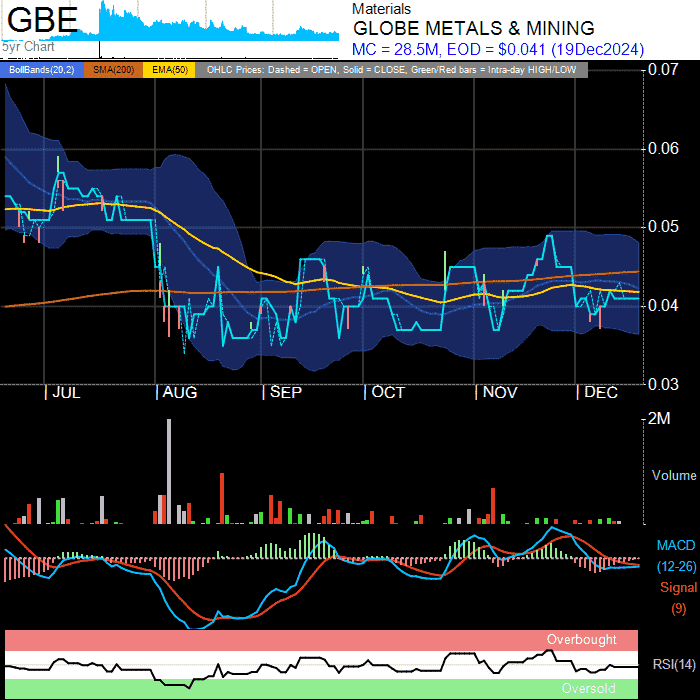 GBE
5yr Chart
Materials
GLOBE METALS & MINING
MC = 28.5M, EOD = $0.041 (19Dec2024)
BollBands(20,2) SMA(200) EMA(50) OHLC Prices: Dashed = OPEN, Solid = CLOSE, Green/Red bars = Intra-day HIGH/LOW
0.07
0.06
0.05
0.04
0.03
| JUL | AUG | SEP | OCT | NOV | DEC
2M
Volume
MACD
(12-26)
Signal
(9)
Overbought
RSI(14)
Oversold